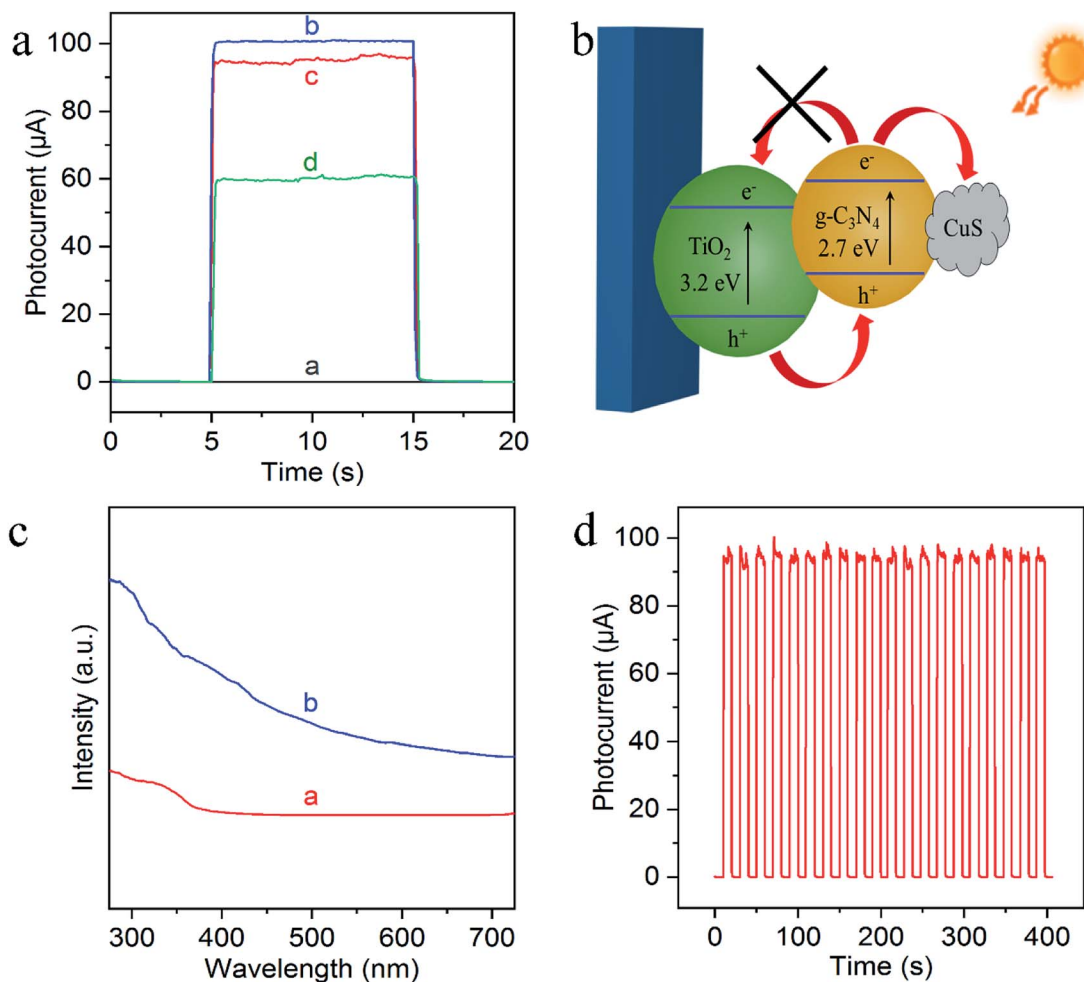 a
100
80
60
40
20
0
Photocurrent (μA)
b
c
d
a
0 5 10 15 20
Time (s)
b
e⁻
TiO₂
3.2 eV
h⁺
e⁻
g-C₃N₄
2.7 eV
h⁺
CuS
c
Intensity (a.u.)
b
a
300 400 500 600 700
Wavelength (nm)
d
100
80
60
40
20
0
Photocurrent (μA)
0 100 200 300 400
Time (s)